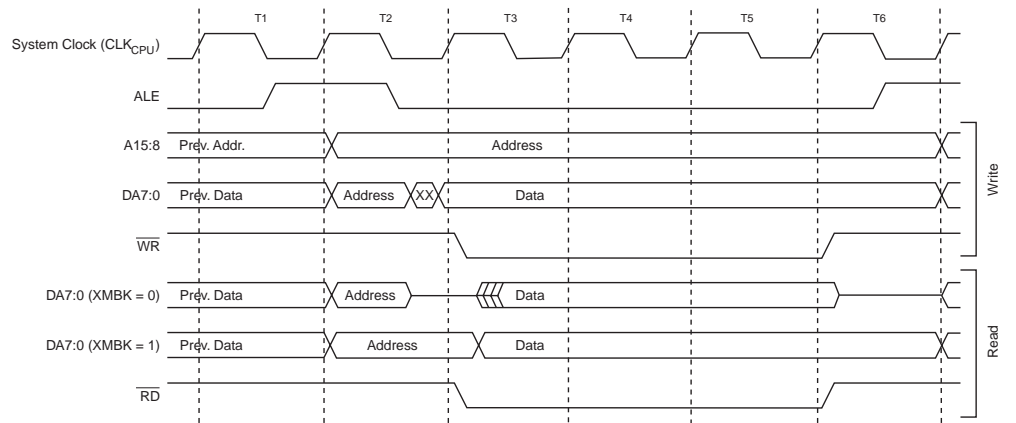 T1 T2 T3 T4 T5 T6
System Clock (CLKCPU)
ALE
A15:8 Prev. Addr. Address
DA7:0 Prev. Data Address XX Data
WR
Write
DA7:0 (XMBK = 0) Prev. Data Address Data
DA7:0 (XMBK = 1) Prev. Data Address Data
RD
Read